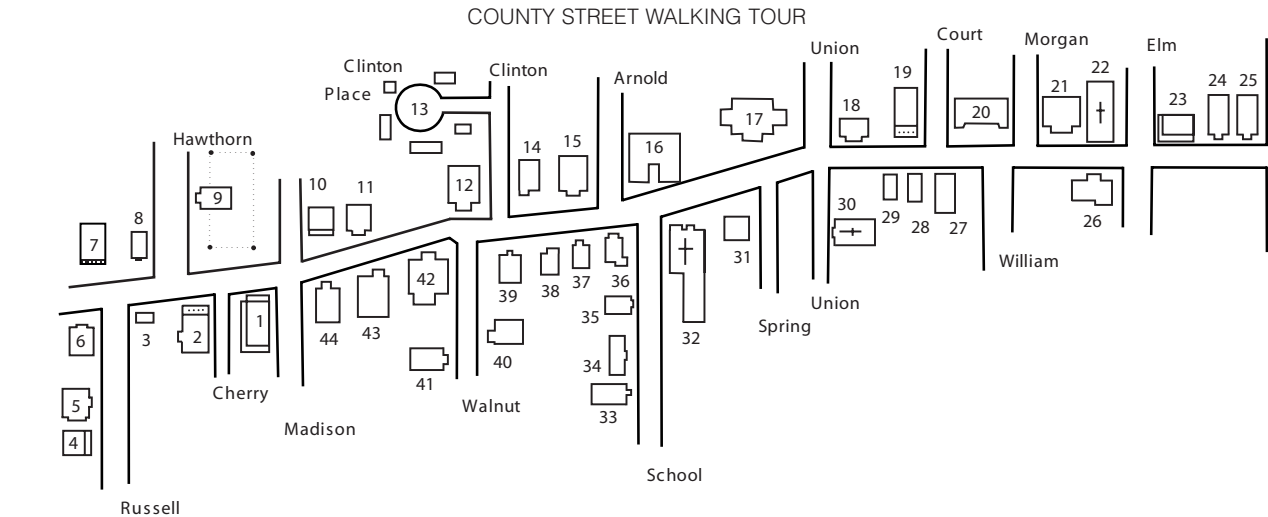 COUNTY STREET WALKING TOUR
Court
Morgan
Elm
Union
Clinton
Place
Clinton
Arnold
Hawthorn
19
22
21
24
25
18
20
23
17
13
14
15
16
10
11
12
9
8
7
30
29
28
27
26
William
31
Union
Spring
32
42
36
37
38
39
35
43
44
40
34
41
33
1
2
3
6
5
4
Cherry
Madison
Walnut
School
Russell